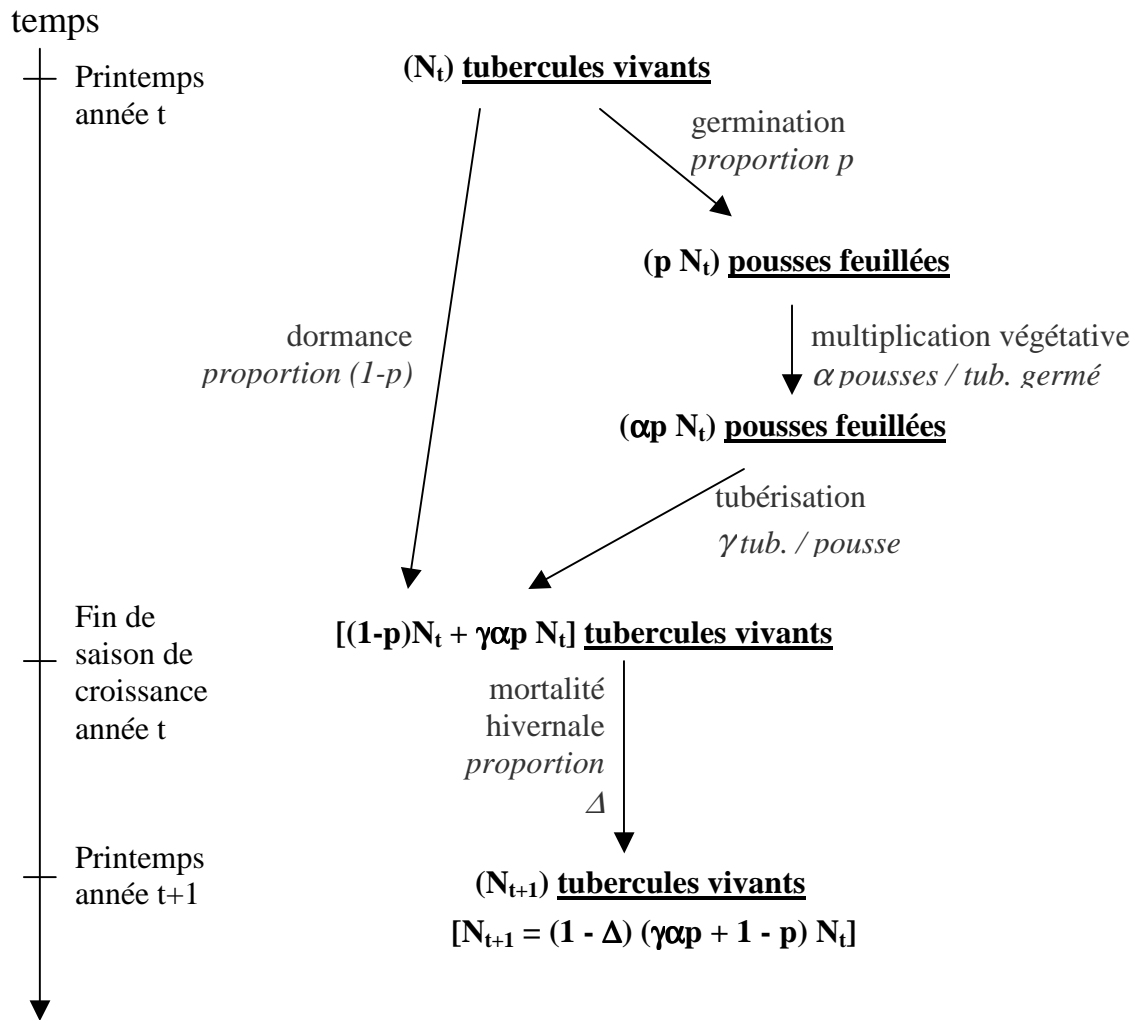 temps
Printemps
année t
(Nt) tubercules vivants
germination
proportion p
(p Nt) pousses feuillées
dormance
proportion (1-p)
multiplication végétative
α pousses / tub. germé
(αp Nt) pousses feuillées
tubérisation
γ tub. / pousse
Fin de
saison de
croissance
année t
[(1-p)Nt + γαp Nt] tubercules vivants
mortalité
hivernale
proportion
Δ
Printemps
année t+1
(Nt+1) tubercules vivants
[Nt+1 = (1 - Δ) (γαp + 1 - p) Nt]